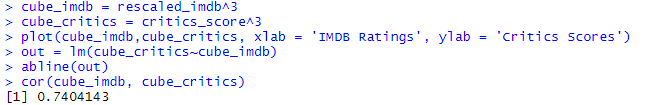 > cube_imdb = rescaled_imdb^3
> cube_critics = critics_score^3
> plot(cube_imdb,cube_critics, xlab = 'IMDB Ratings', ylab = 'Critics Scores')
> out = lm(cube_critics~cube_imdb)
> abline(out)
> cor(cube_imdb, cube_critics)
[1] 0.7404143